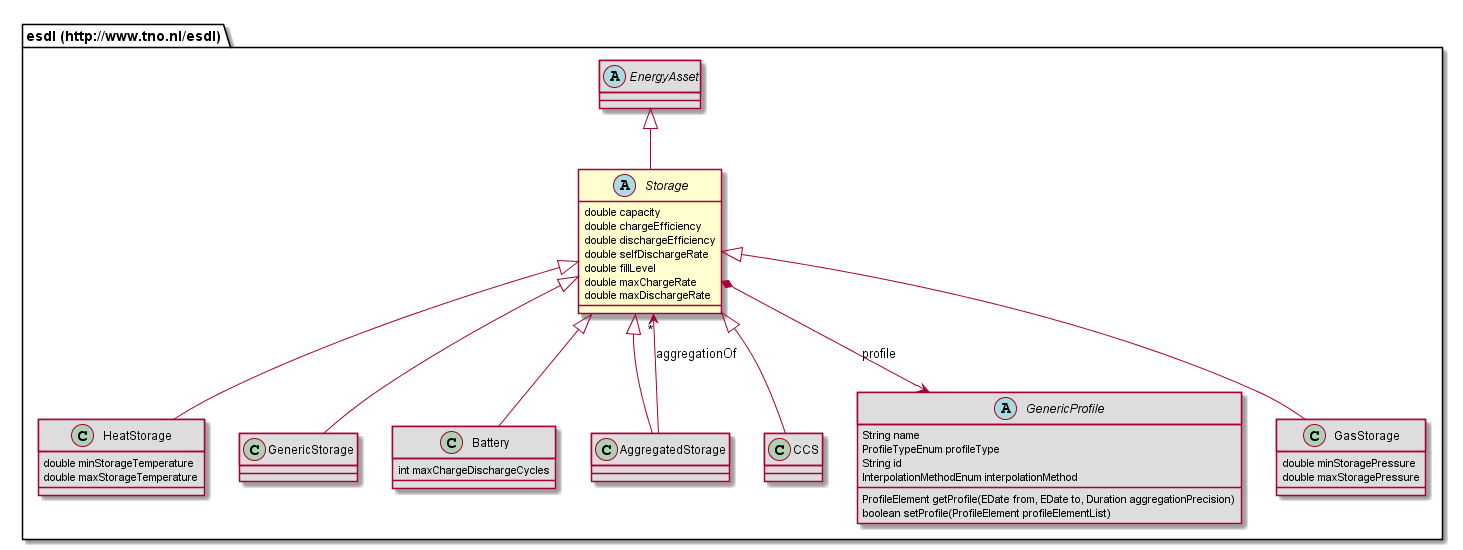 esdl (http://www.tno.nl/esdl)
A EnergyAsset
A Storage
double capacity
double chargeEfficiency
double dischargeEfficiency
double selfDischargeRate
double fillLevel
double maxChargeRate
double maxDischargeRate
*
aggregationOf
profile
C HeatStorage
double minStorageTemperature
double maxStorageTemperature
C GenericStorage
C Battery
int maxChargeDischargeCycles
C AggregatedStorage
C CCS
A GenericProfile
String name
ProfileTypeEnum profileType
String id
InterpolationMethodEnum interpolationMethod
ProfileElement getProfile(EDate from, EDate to, Duration aggregationPrecision)
boolean setProfile(ProfileElement profileElementList)
C GasStorage
double minStoragePressure
double maxStoragePressure